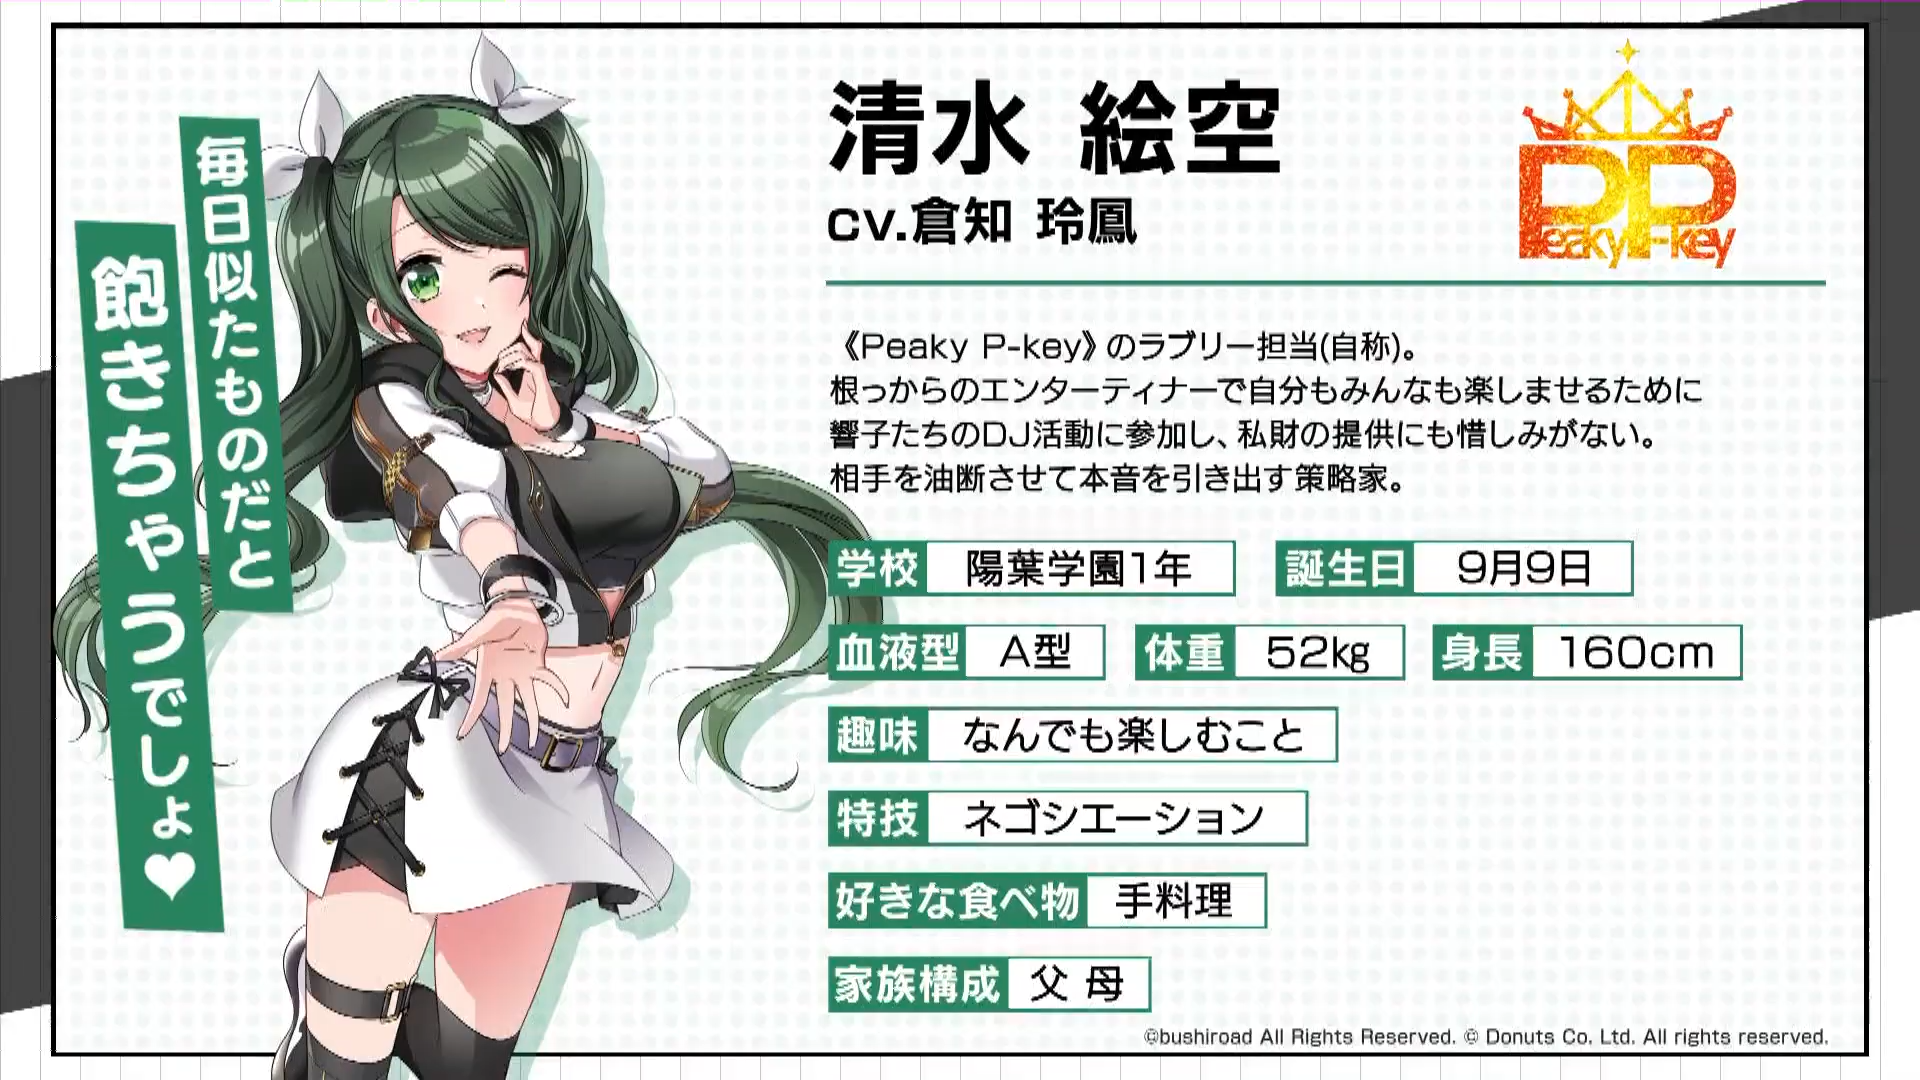 毎日似たものだと
飽きちゃうでしょ♥
清水 絵空
cv.倉知 玲鳳
Peaky P-key
《Peaky P-key》のラブリー担当(自称)。
根っからのエンターティナーで自分もみんなも楽しませるために
響子たちのDJ活動に参加し、私財の提供にも惜しみがない。
相手を油断させて本音を引き出す策略家。
学校 陽葉学園1年 誕生日 9月9日
血液型 A型 体重 52kg 身長 160cm
趣味 なんでも楽しむこと
特技 ネゴシエーション
好きな食べ物 手料理
家族構成 父 母
©bushiroad All Rights Reserved. © Donuts Co. Ltd. All rights reserved.